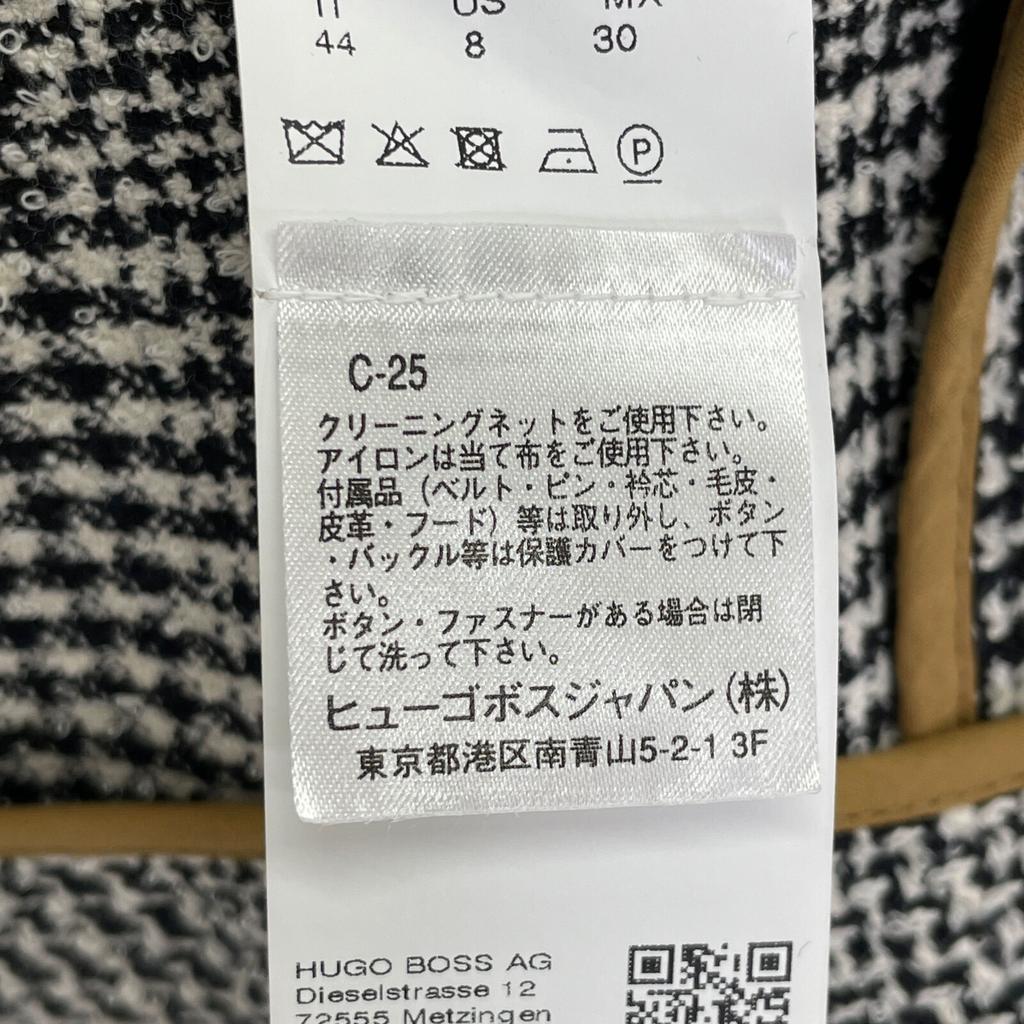 IT US MX
44 8 30
P
C-25
クリーニングネットをご使用下さい。
アイロンは当て布をご使用下さい。
付属品（ベルト・ピン・衿芯・毛皮・
皮革・フード）等は取り外し、ボタン
・バックル等は保護カバーをつけて下
さい。
ボタン・ファスナーがある場合は閉
じて洗って下さい。
ヒューゴボスジャパン(株)
東京都港区南青山5-2-1 3F
HUGO BOSS AG
Dieselstrasse 12
72555 Metzingen